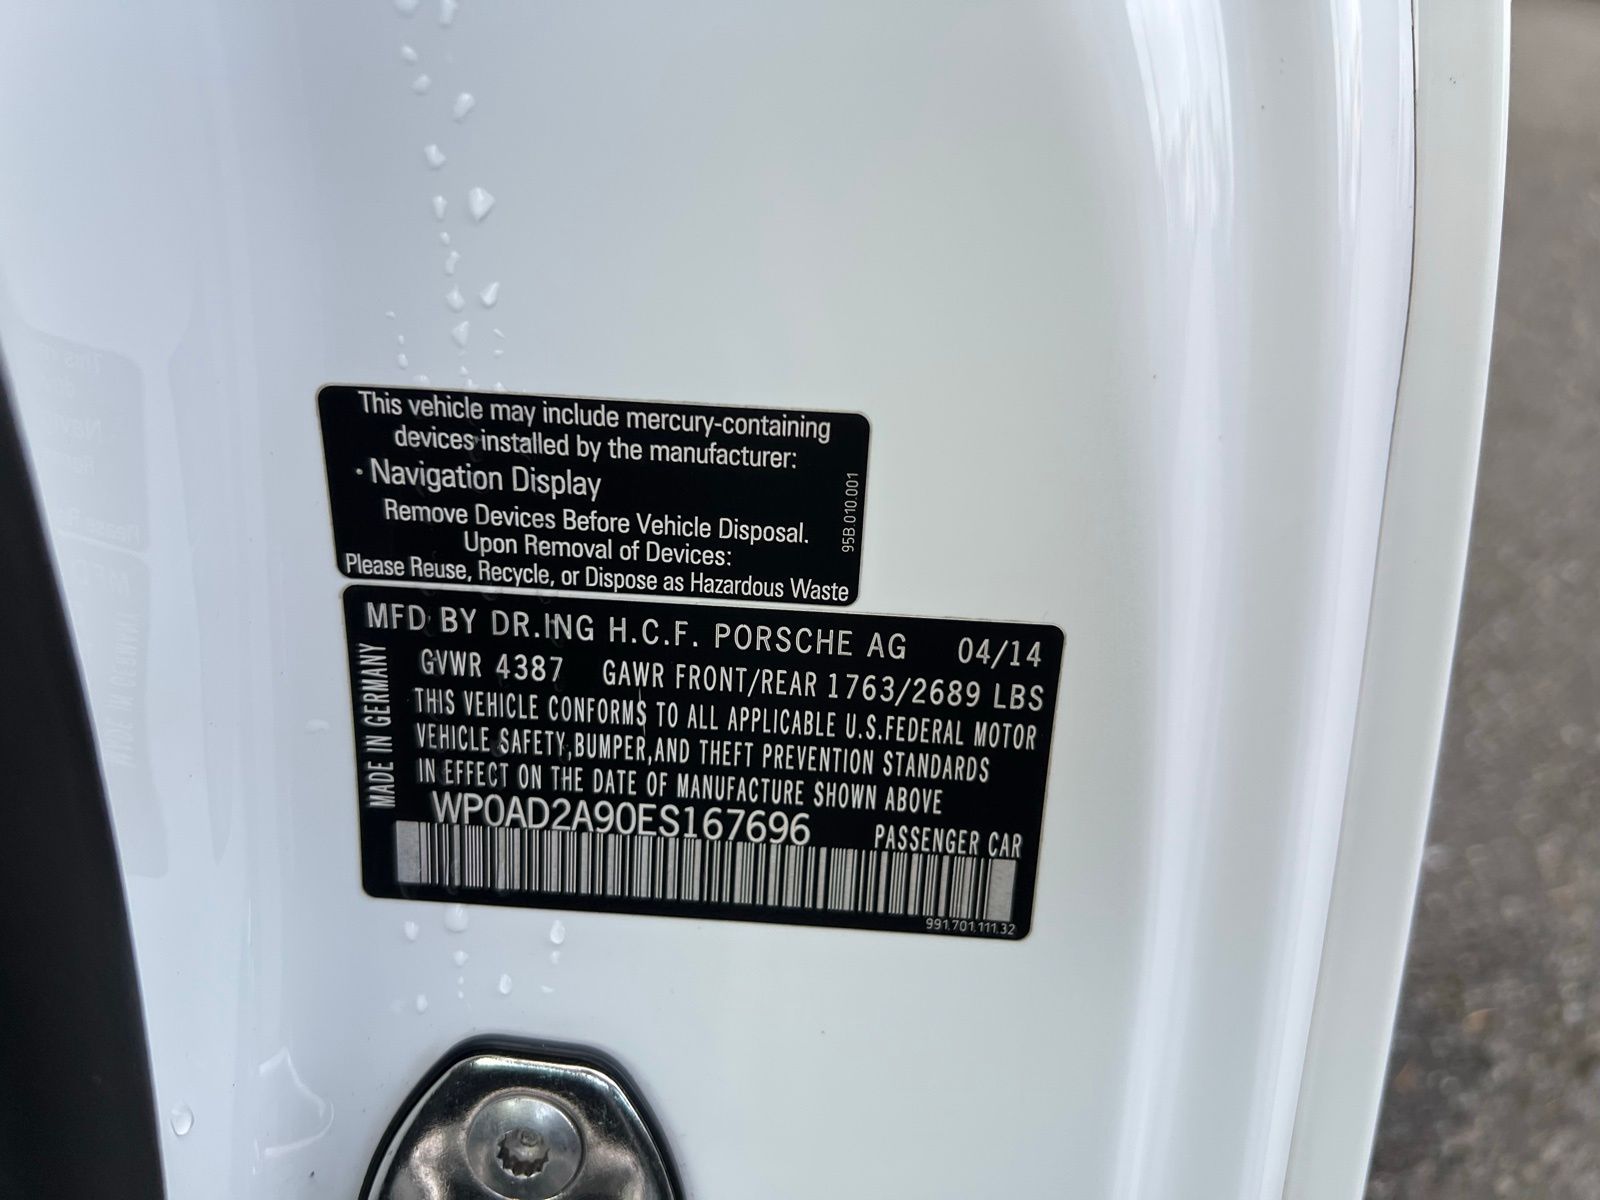 This vehicle may include mercury-containing
devices installed by the manufacturer:
· Navigation Display
Remove Devices Before Vehicle Disposal.
Upon Removal of Devices:
Please Reuse, Recycle, or Dispose as Hazardous Waste
95B.010.001
MFD BY DR.ING H.C.F. PORSCHE AG 04/14
GVWR 4387 GAWR FRONT/REAR 1763/2689 LBS
THIS VEHICLE CONFORMS TO ALL APPLICABLE U.S.FEDERAL MOTOR
VEHICLE SAFETY,BUMPER,AND THEFT PREVENTION STANDARDS
IN EFFECT ON THE DATE OF MANUFACTURE SHOWN ABOVE
WP0AD2A90ES167696 PASSENGER CAR
MADE IN GERMANY
991.701.111.32